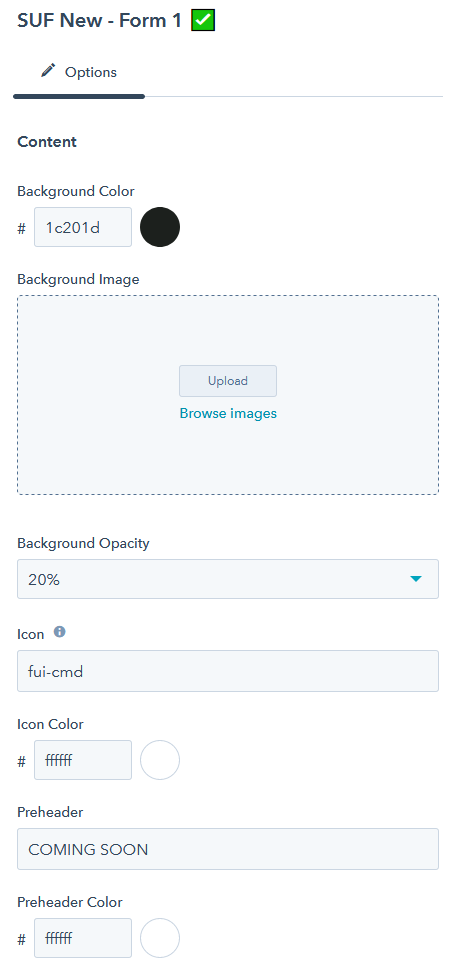 SUF New - Form 1 ✅
Options
Content
Background Color
# 1c201d
Background Image
Upload
Browse images
Background Opacity
20%
Icon
fui-cmd
Icon Color
# ffffff
Preheader
COMING SOON
Preheader Color
# ffffff